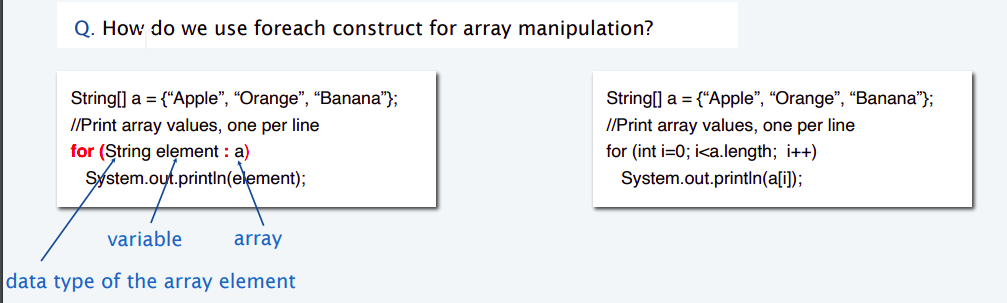 Q. How do we use foreach construct for array manipulation?
String[] a = {“Apple”, “Orange”, “Banana”};
//Print array values, one per line
for (String element : a)
System.out.println(element);
variable
array
data type of the array element
String[] a = {“Apple”, “Orange”, “Banana”};
//Print array values, one per line
for (int i=0; i<a.length; i++)
System.out.println(a[i]);